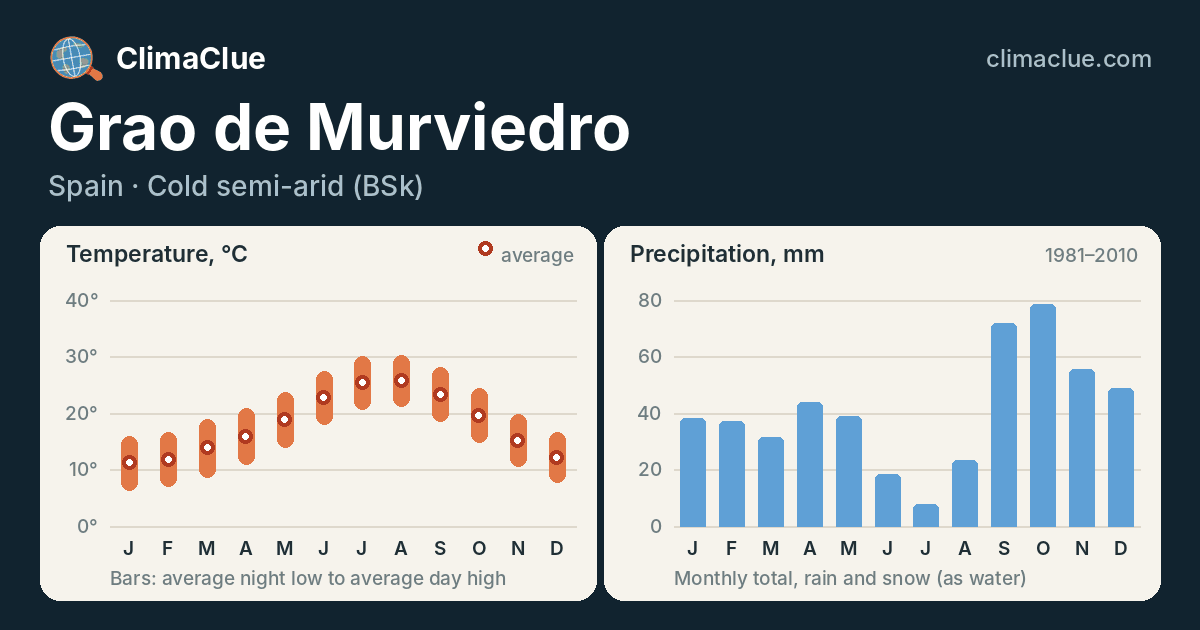 ClimaClue
climaclue.com
Grao de Murviedro
Spain · Cold semi-arid (BSk)
Temperature, °C
average
40°
30°
20°
10°
0°
J F M A M J J A S O N D
Bars: average night low to average day high
Precipitation, mm
1981–2010
80
60
40
20
0
J F M A M J J A S O N D
Monthly total, rain and snow (as water)